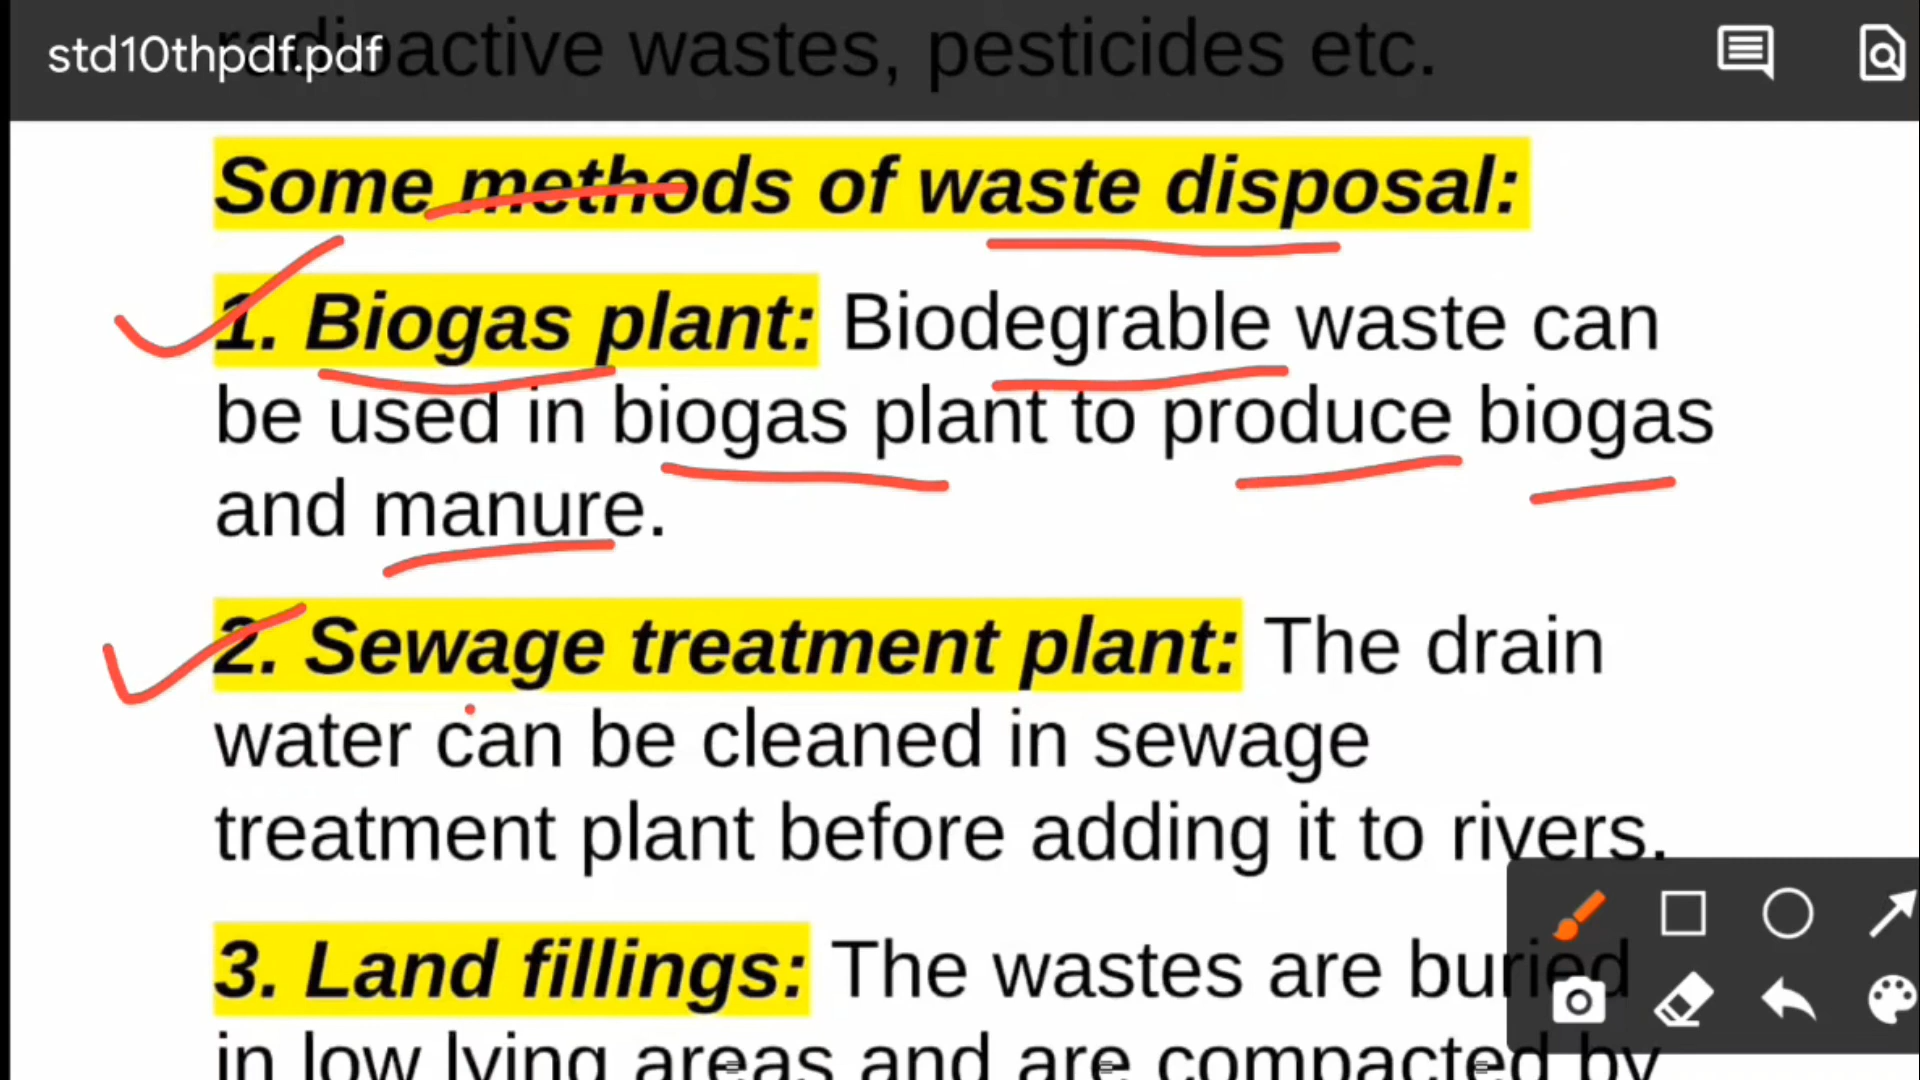 std10thpdf.pdf
radioactive wastes, pesticides etc.
Some methods of waste disposal:
1. Biogas plant: Biodegrable waste can
be used in biogas plant to produce biogas
and manure.
2. Sewage treatment plant: The drain
water can be cleaned in sewage
treatment plant before adding it to rivers.
3. Land fillings: The wastes are buried
in low lying areas and are compacted by